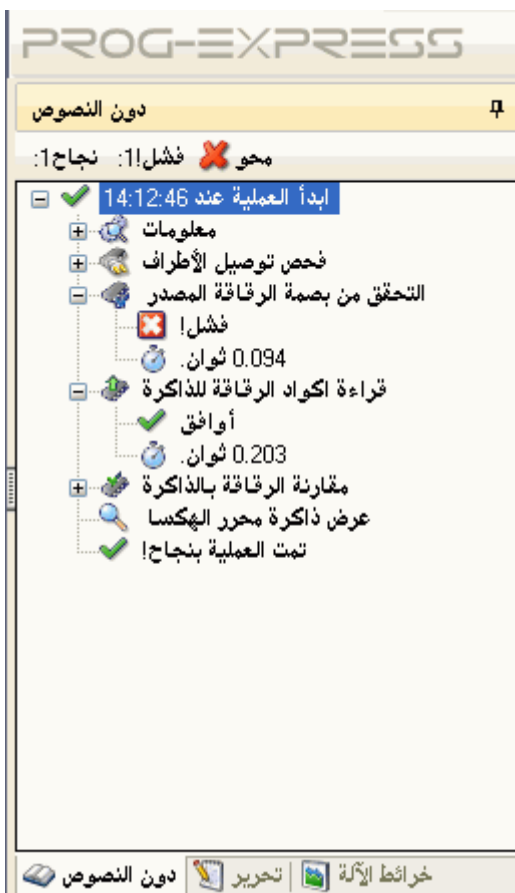 PROG-EXPRESS
دون النصوص
محو فشل!1: نجاح1:
ابدأ العملية عند 14:12:46
معلومات
فحص توصيل الأطراف
التحقق من بصمة الرقاقة المصدر
فشل!
0.094 ثوان.
قراءة اكواد الرقاقة للذاكرة
أوافق
0.203 ثوان.
مقارنة الرقاقة بالذاكرة
عرض ذاكرة محرر الهكسا
تمت العملية بنجاح!
خرائط الآلة تحرير دون النصوص